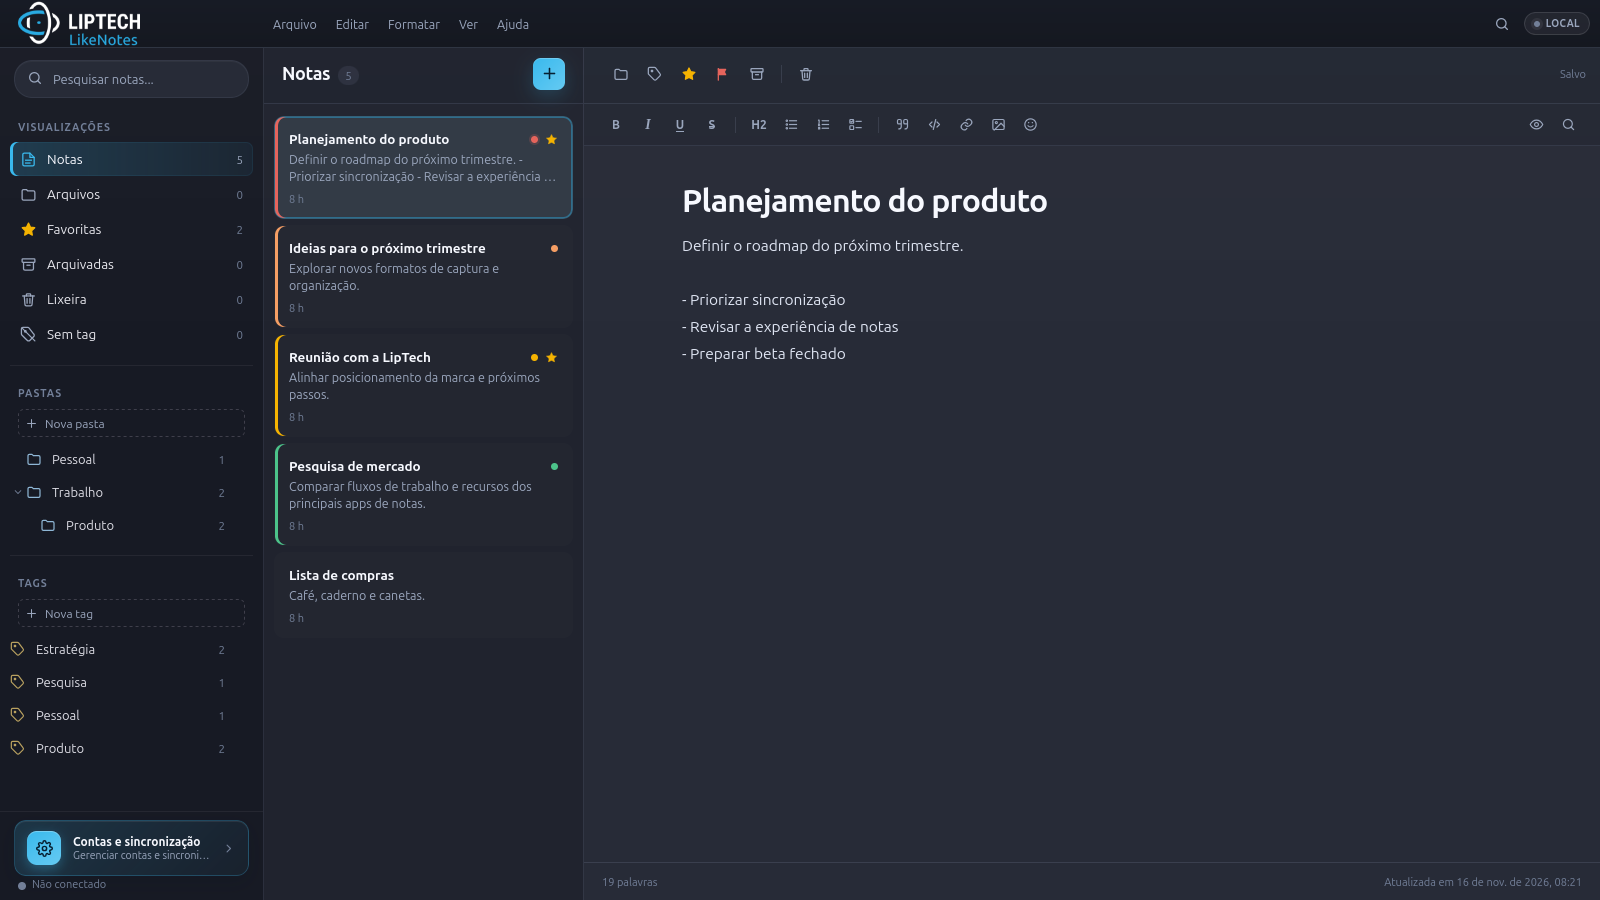 LIPTECH
LikeNotes
Arquivo Editar Formatar Ver Ajuda
LOCAL
Pesquisar notas...
VISUALIZAÇÕES
Notas 5
Arquivos 0
Favoritas 2
Arquivadas 0
Lixeira 0
Sem tag 0
PASTAS
+ Nova pasta
Pessoal 1
Trabalho 2
Produto 2
TAGS
+ Nova tag
Estratégia 2
Pesquisa 1
Pessoal 1
Produto 2
Contas e sincronização
Gerenciar contas e sincroni...
Não conectado
Notas 5
+
Planejamento do produto
Definir o roadmap do próximo trimestre. -
Priorizar sincronização - Revisar a experiência ...
8 h
Ideias para o próximo trimestre
Explorar novos formatos de captura e
organização.
8 h
Reunião com a LipTech
Alinhar posicionamento da marca e próximos
passos.
8 h
Pesquisa de mercado
Comparar fluxos de trabalho e recursos dos
principais apps de notas.
8 h
Lista de compras
Café, caderno e canetas.
8 h
Salvo
B I U S H2
Planejamento do produto
Definir o roadmap do próximo trimestre.
- Priorizar sincronização
- Revisar a experiência de notas
- Preparar beta fechado
19 palavras
Atualizada em 16 de nov. de 2026, 08:21